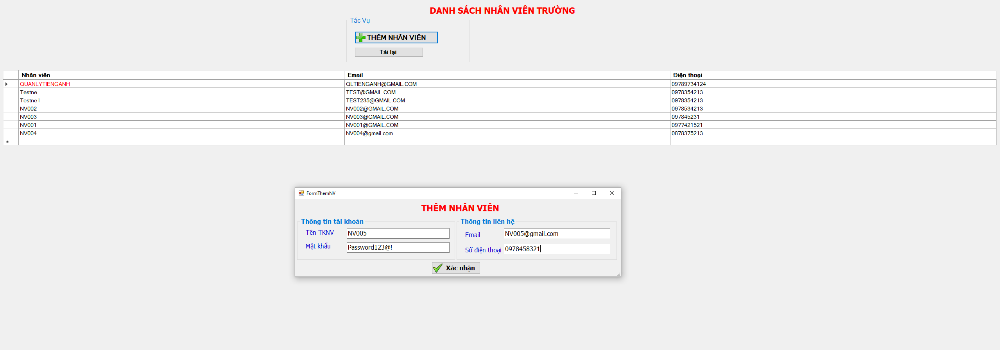 DANH SÁCH NHÂN VIÊN TRƯỜNG
Tác Vụ
THÊM NHÂN VIÊN
Tải lại
Nhân viên Email Điện thoại
QUANLYTIENGANH QLTIENGANH@GMAIL.COM 09789734124
Testne TEST@GMAIL.COM 0978354213
Testne1 TEST235@GMAIL.COM 0978354213
NV002 NV002@GMAIL.COM 0978534213
NV003 NV003@GMAIL.COM 097845231
NV001 NV001@GMAIL.COM 0977421521
NV004 NV004@gmail.com 0878375213
FormThemNV
THÊM NHÂN VIÊN
Thông tin tài khoản
Tên TKNV NV005
Mật khẩu Password123@!
Thông tin liên hệ
Email NV005@gmail.com
Số điện thoại 0978458321
Xác nhận